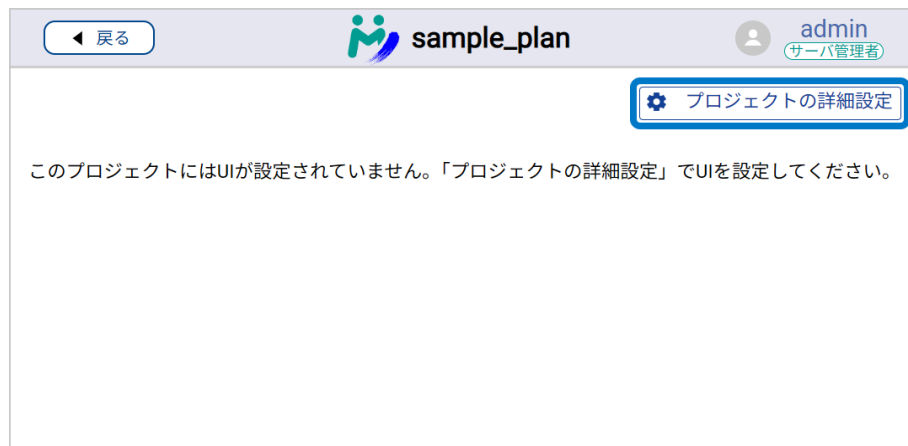 戻る
sample_plan
admin
サーバ管理者
プロジェクトの詳細設定
このプロジェクトにはUIが設定されていません。「プロジェクトの詳細設定」でUIを設定してください。